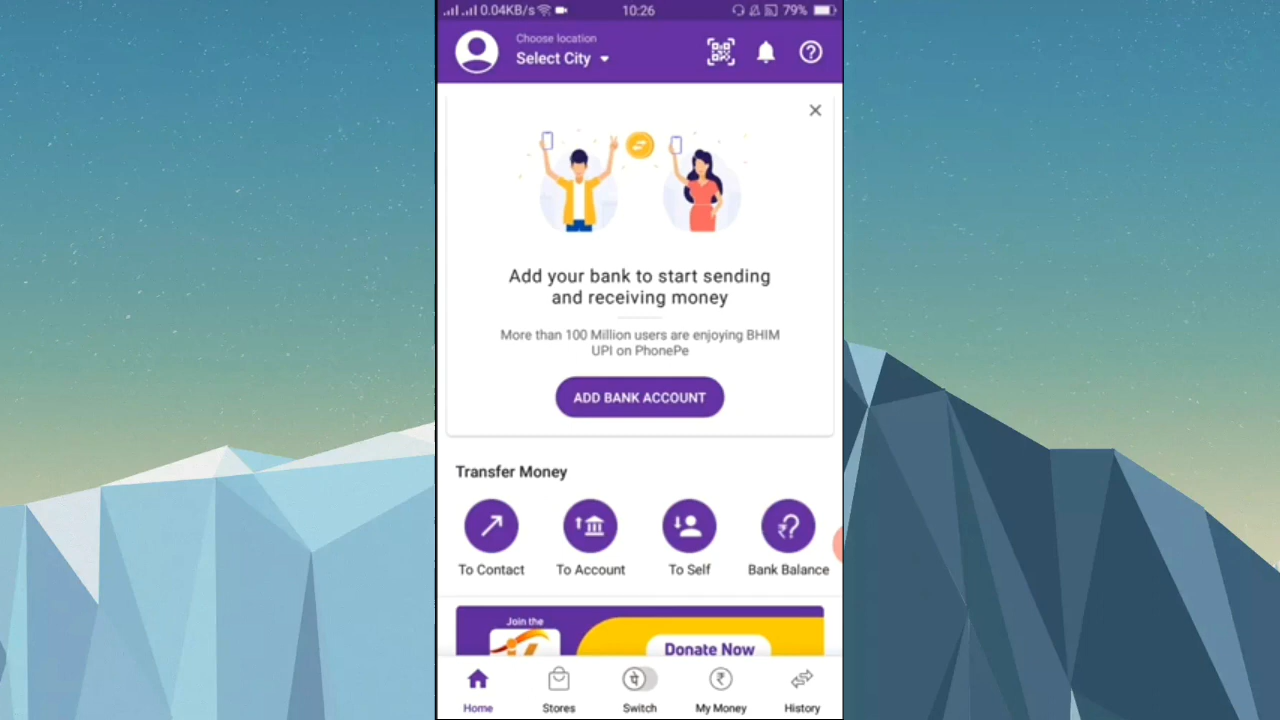 0.04KB/s 10:26 79%
Choose location
Select City
Add your bank to start sending
and receiving money
More than 100 Million users are enjoying BHIM
UPI on PhonePe
ADD BANK ACCOUNT
Transfer Money
To Contact To Account To Self Bank Balance
Join the
Donate Now
Home Stores Switch My Money History